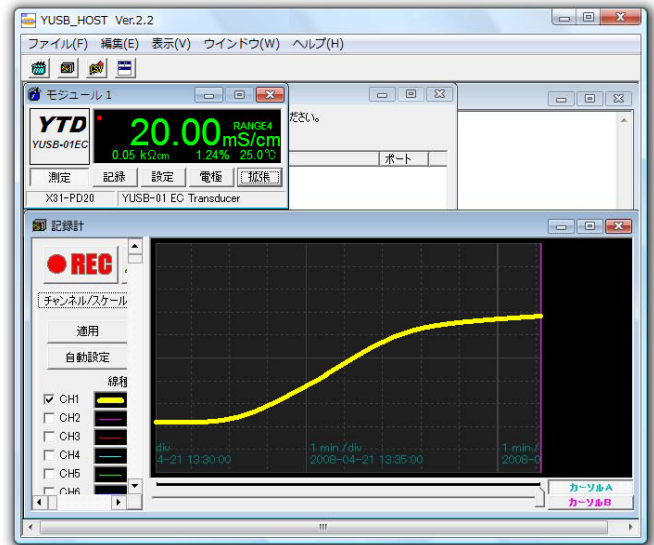 YUSB_HOST Ver.2.2
ファイル(F) 編集(E) 表示(V) ウインドウ(W) ヘルプ(H)
モジュール 1
ださい。
YTD
YUSB-01EC
20.00 mS/cm
RANGE4
0.05 kΩcm 1.24% 25.0℃
ポート
測定 記録 設定 電極 拡張
X31-PD20 YUSB-01 EC Transducer
記録計
REC
チャンネル/スケール
適用
自動設定
線種
CH1
CH2
CH3
CH4
CH5
CH6
div 1 min./div 1 min./
4-21 13:30:00 2008-04-21 13:35:00 2008-0
カーソルA
カーソルB